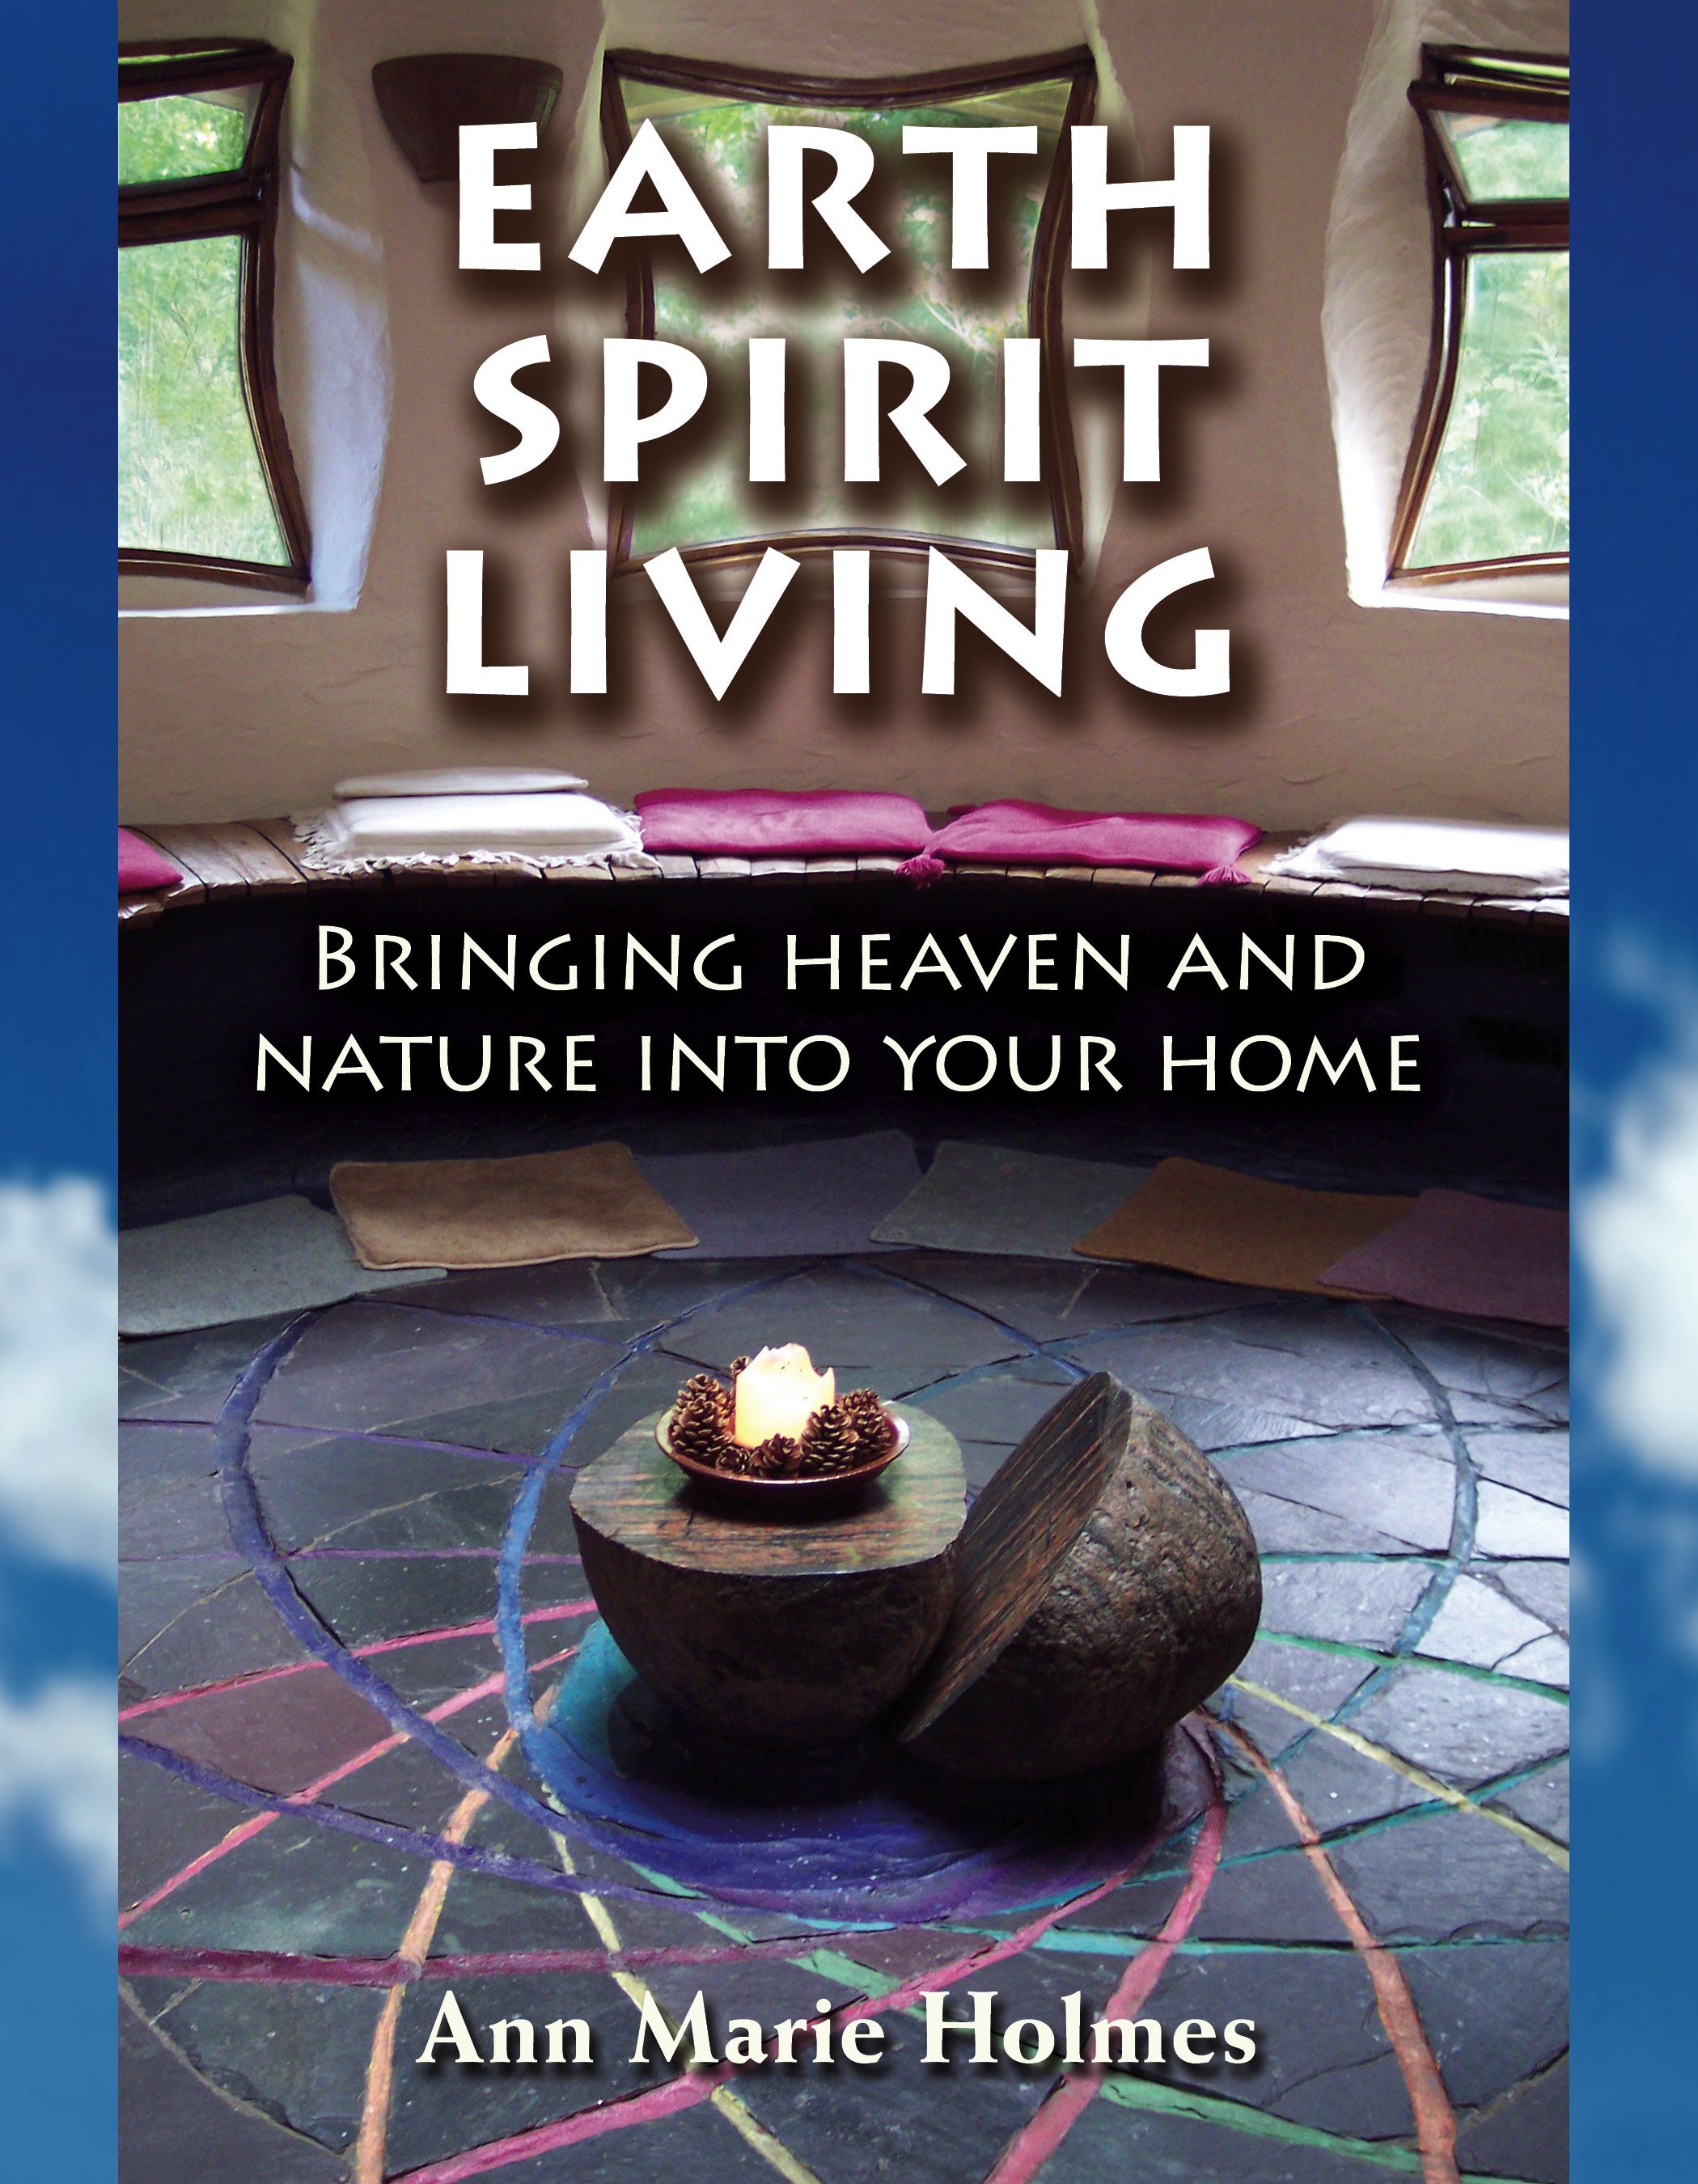 EARTH
SPIRIT
LIVING
BRINGING HEAVEN AND
NATURE INTO YOUR HOME
Ann Marie Holmes